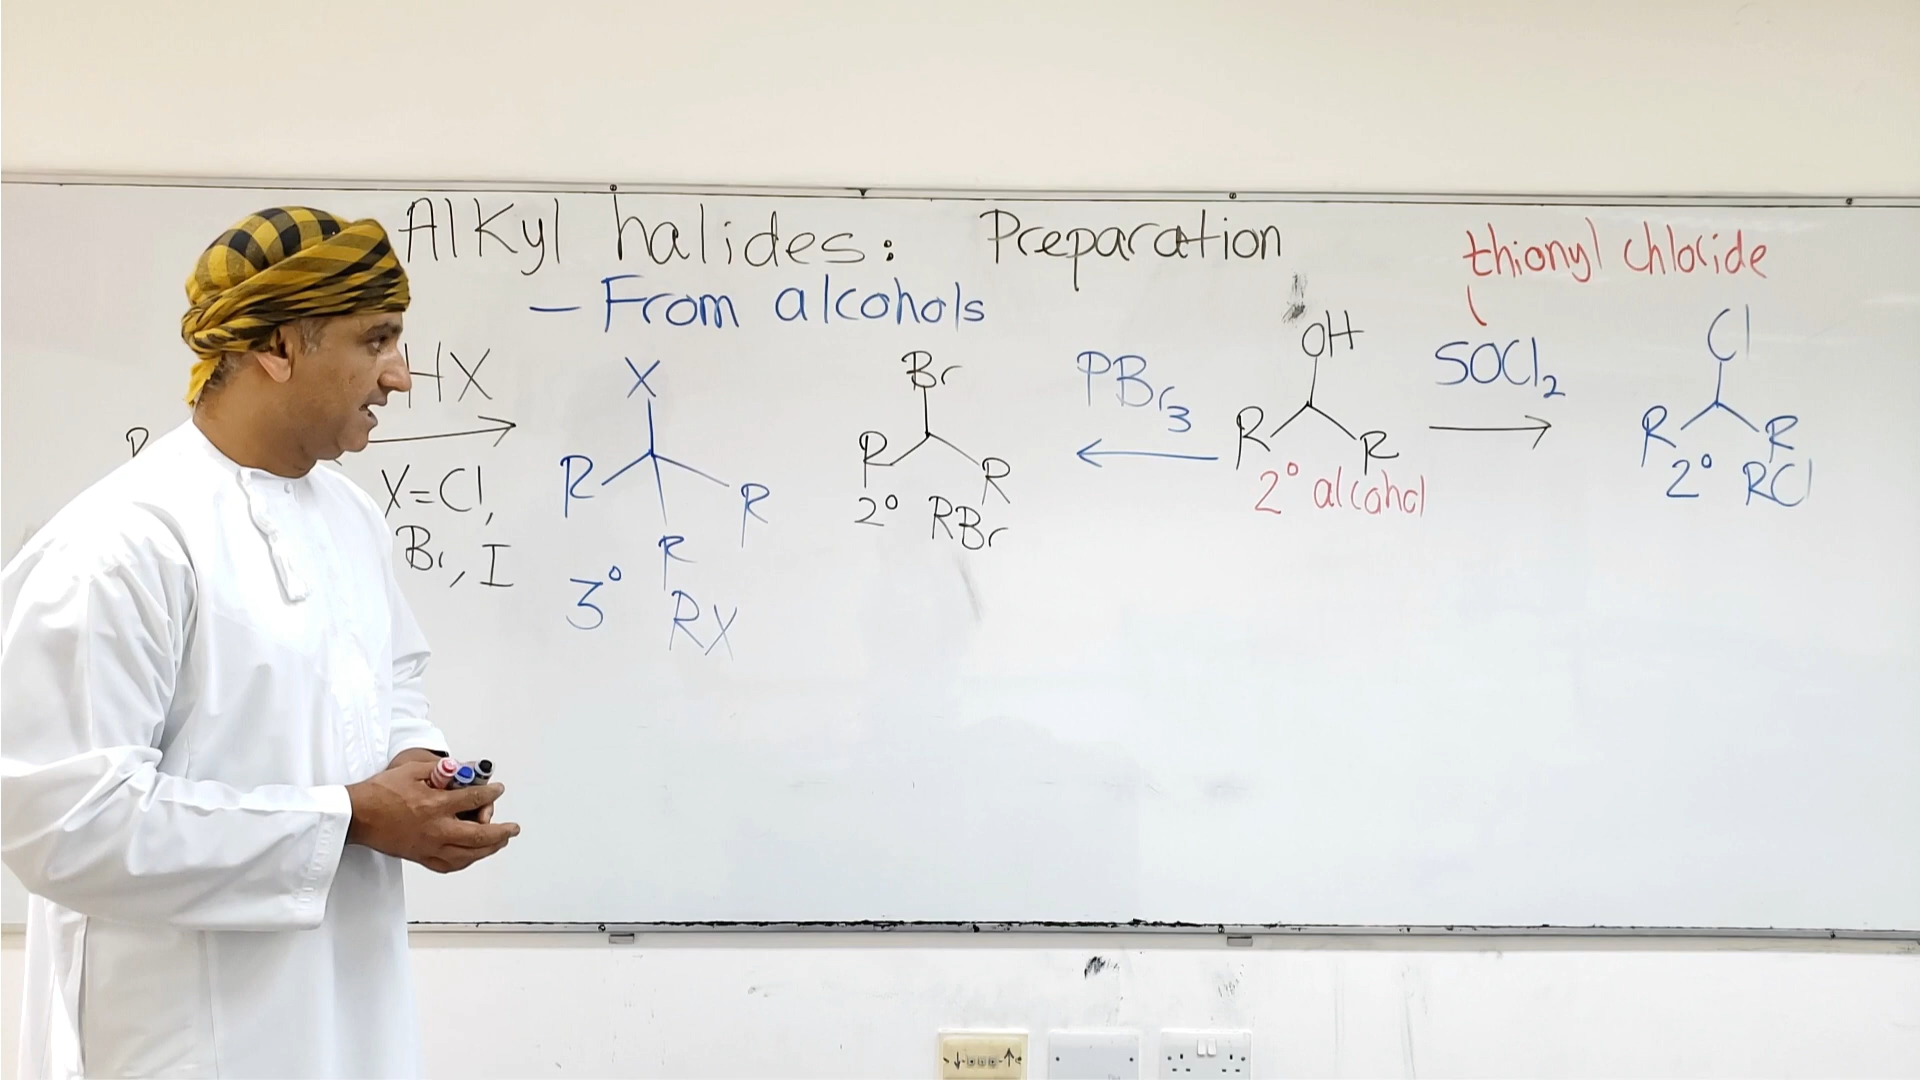 Alkyl halides: Preparation
- From alcohols
thionyl chloride
HX
X=Cl,
Br, I
X
R
R
R
3° RX
Br
R
R
2° RBr
PBr3
OH
R
R
2° alcohol
SOCl2
Cl
R
R
2° RCl